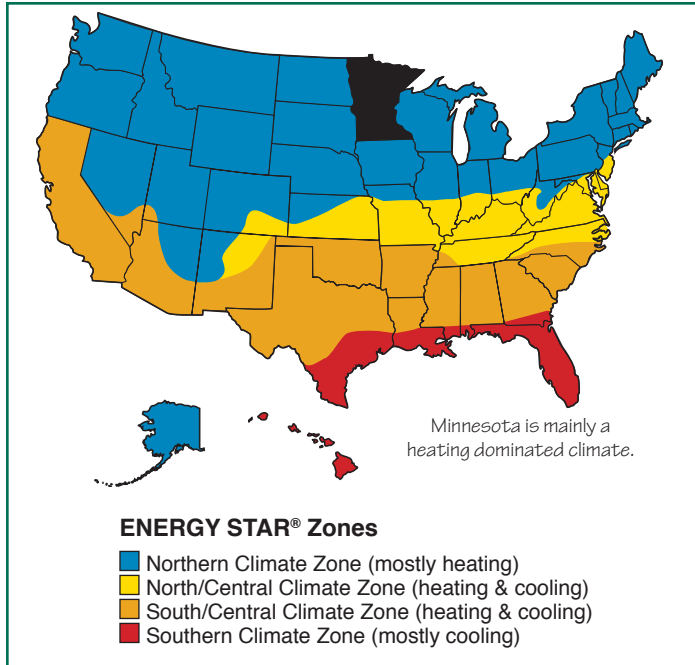 Minnesota is mainly a
heating dominated climate.
ENERGY STAR® Zones
Northern Climate Zone (mostly heating)
North/Central Climate Zone (heating & cooling)
South/Central Climate Zone (heating & cooling)
Southern Climate Zone (mostly cooling)